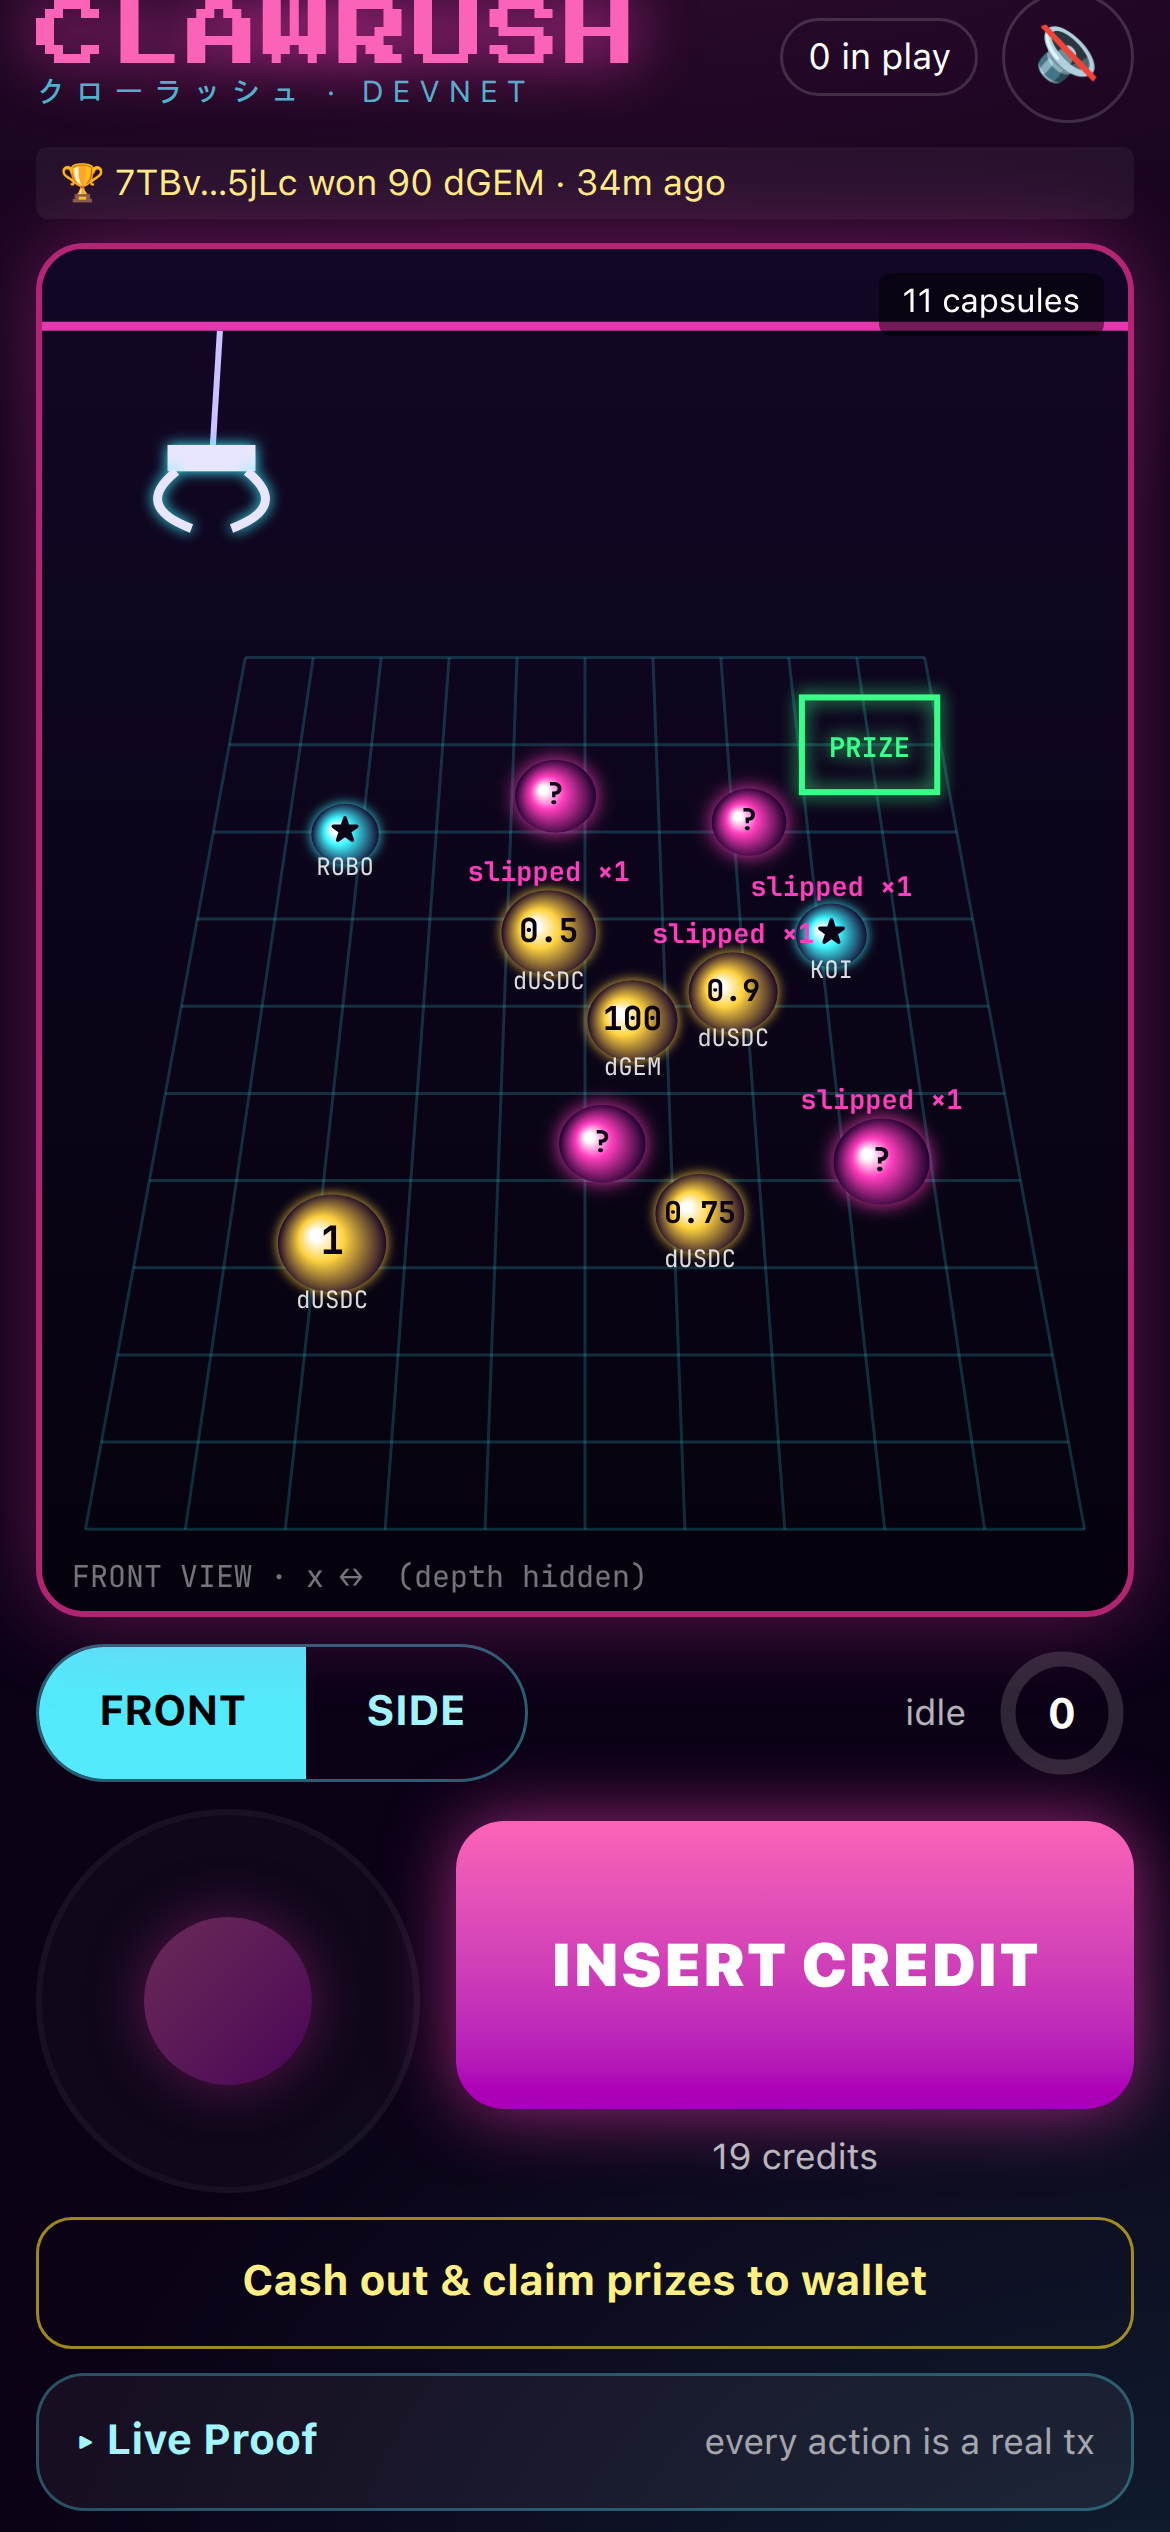 CLAWRUSH
クローラッシュ · DEVNET
0 in play
🏆 7TBv...5jLc won 90 dGEM · 34m ago
11 capsules
PRIZE
?
?
★
ROBO
slipped ×1
slipped ×1
0.5
dUSDC
slipped ×1
★
KOI
0.9
dUSDC
100
dGEM
slipped ×1
?
?
0.75
dUSDC
1
dUSDC
FRONT VIEW · x ↔ (depth hidden)
FRONT
SIDE
idle
0
INSERT CREDIT
19 credits
Cash out & claim prizes to wallet
▸ Live Proof
every action is a real tx